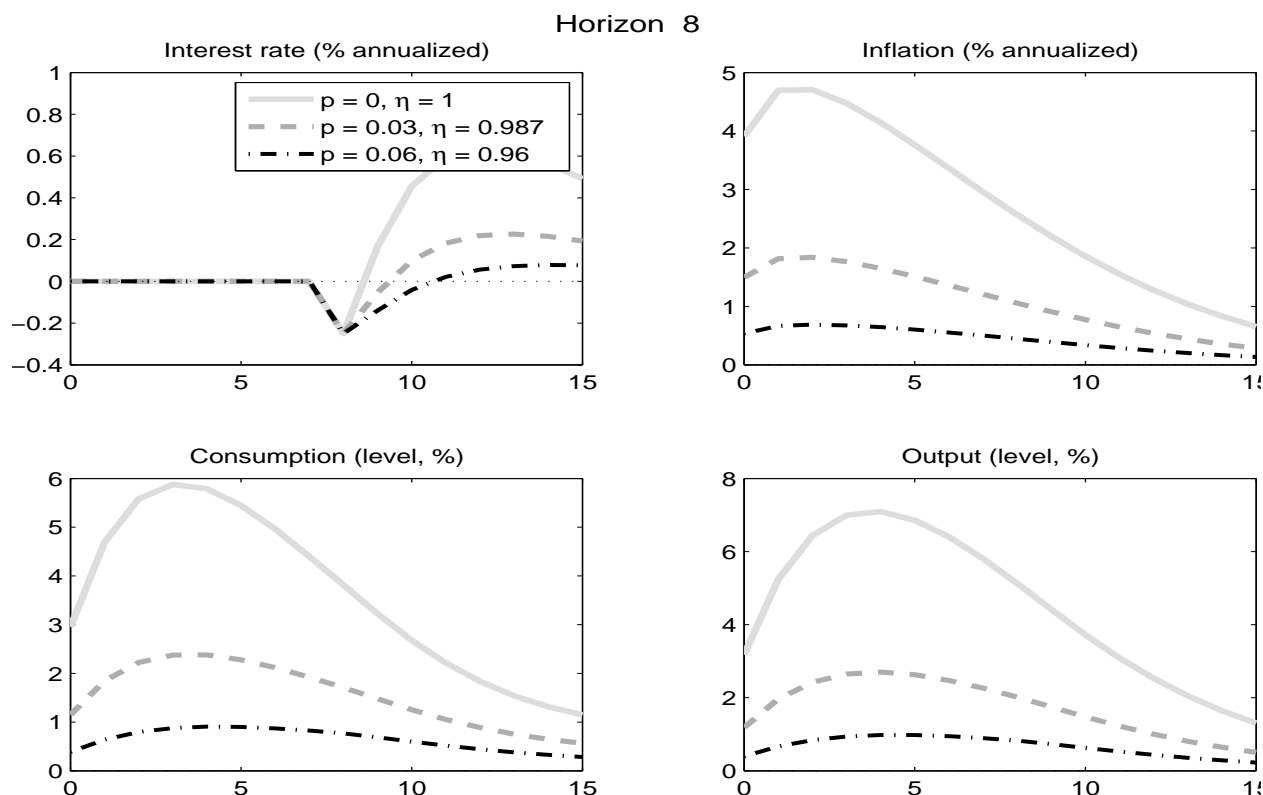 Horizon 8
Interest rate (% annualized)
Inflation (% annualized)
1
0.8
0.6
0.4
0.2
0
−0.2
−0.4
p = 0, η = 1
p = 0.03, η = 0.987
p = 0.06, η = 0.96
0 5 10 15
5
4
3
2
1
0
0 5 10 15
Consumption (level, %)
Output (level, %)
6
5
4
3
2
1
0
0 5 10 15
8
6
4
2
0
0 5 10 15